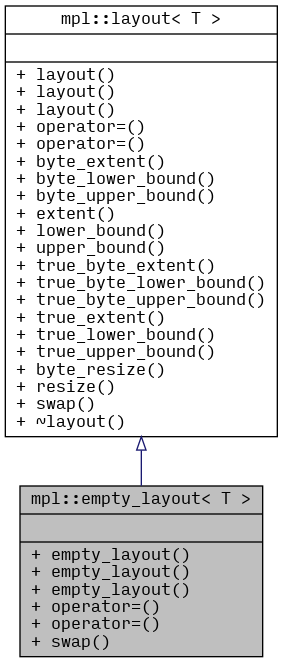 mpl::layout< T >
+ layout()
+ layout()
+ layout()
+ operator=()
+ operator=()
+ byte_extent()
+ byte_lower_bound()
+ byte_upper_bound()
+ extent()
+ lower_bound()
+ upper_bound()
+ true_byte_extent()
+ true_byte_lower_bound()
+ true_byte_upper_bound()
+ true_extent()
+ true_lower_bound()
+ true_upper_bound()
+ byte_resize()
+ resize()
+ swap()
+ ~layout()
mpl::empty_layout< T >
+ empty_layout()
+ empty_layout()
+ empty_layout()
+ operator=()
+ operator=()
+ swap()